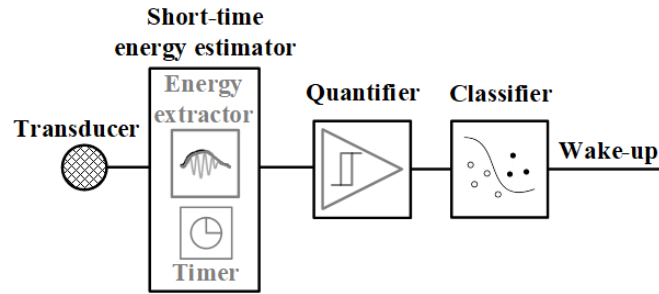 Short-time
energy estimator
Energy
extractor
Quantifier
Classifier
Transducer
Wake-up
Timer